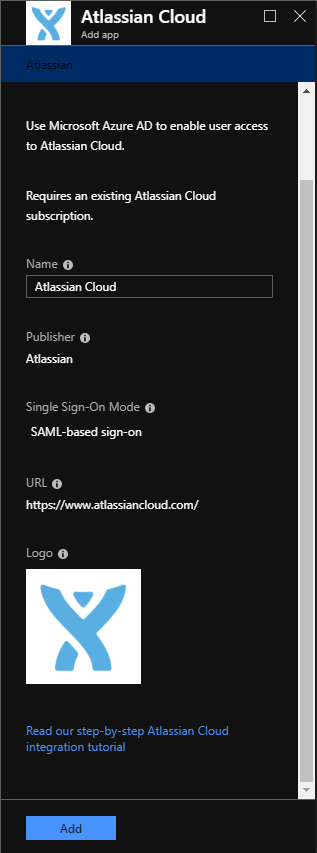 Atlassian Cloud
Add app
Atlassian
Use Microsoft Azure AD to enable user access
to Atlassian Cloud.
Requires an existing Atlassian Cloud
subscription.
Name
Atlassian Cloud
Publisher
Atlassian
Single Sign-On Mode
SAML-based sign-on
URL
https://www.atlassiancloud.com/
Logo
Read our step-by-step Atlassian Cloud
integration tutorial
Add